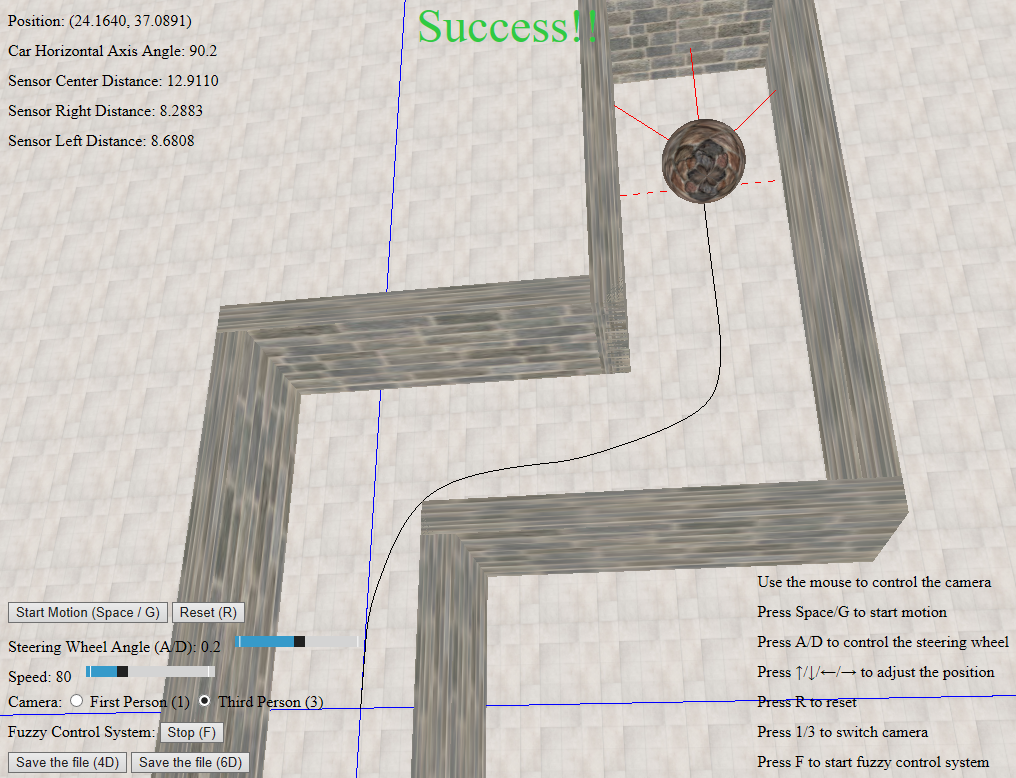 Position: (24.1640, 37.0891)
Success!!
Car Horizontal Axis Angle: 90.2
Sensor Center Distance: 12.9110
Sensor Right Distance: 8.2883
Sensor Left Distance: 8.6808
Start Motion (Space / G) Reset (R)
Steering Wheel Angle (A/D): 0.2
Speed: 80
Camera: First Person (1) Third Person (3)
Fuzzy Control System: Stop (F)
Save the file (4D) Save the file (6D)
Use the mouse to control the camera
Press Space/G to start motion
Press A/D to control the steering wheel
Press ↑/↓/←/→ to adjust the position
Press R to reset
Press 1/3 to switch camera
Press F to start fuzzy control system